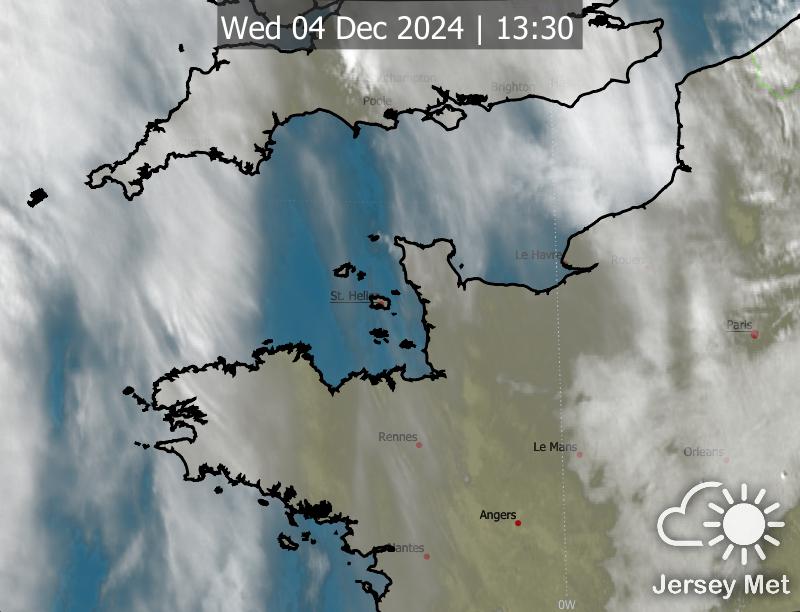 Wed 04 Dec 2024 | 13:30
Brighton
Poole
Le Havre
Rouen
St. Helier
Paris
Rennes
Le Mans
Orleans
Angers
Nantes
Jersey Met
0W